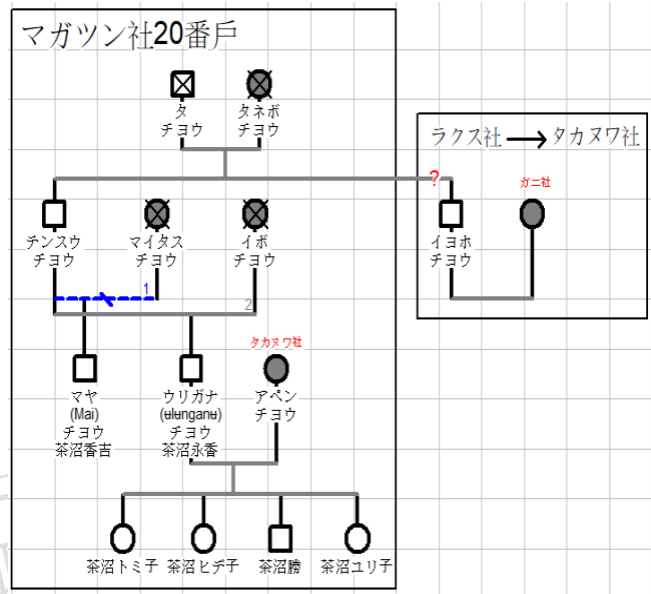 マガツン社20番戶
タ
チヨウ
タネボ
チヨウ
ラクス社 → タカヌワ社
?
ガニ社
チンスウ
チヨウ
マイタス
チヨウ
イボ
チヨウ
イヨホ
チヨウ
1
2
タカヌワ社
マヤ
(Mai)
チヨウ
茶沼香吉
ウリガナ
(ʉlʉnganʉ)
チヨウ
茶沼永香
アペン
チヨウ
茶沼トミ子
茶沼ヒデ子
茶沼勝
茶沼ユリ子